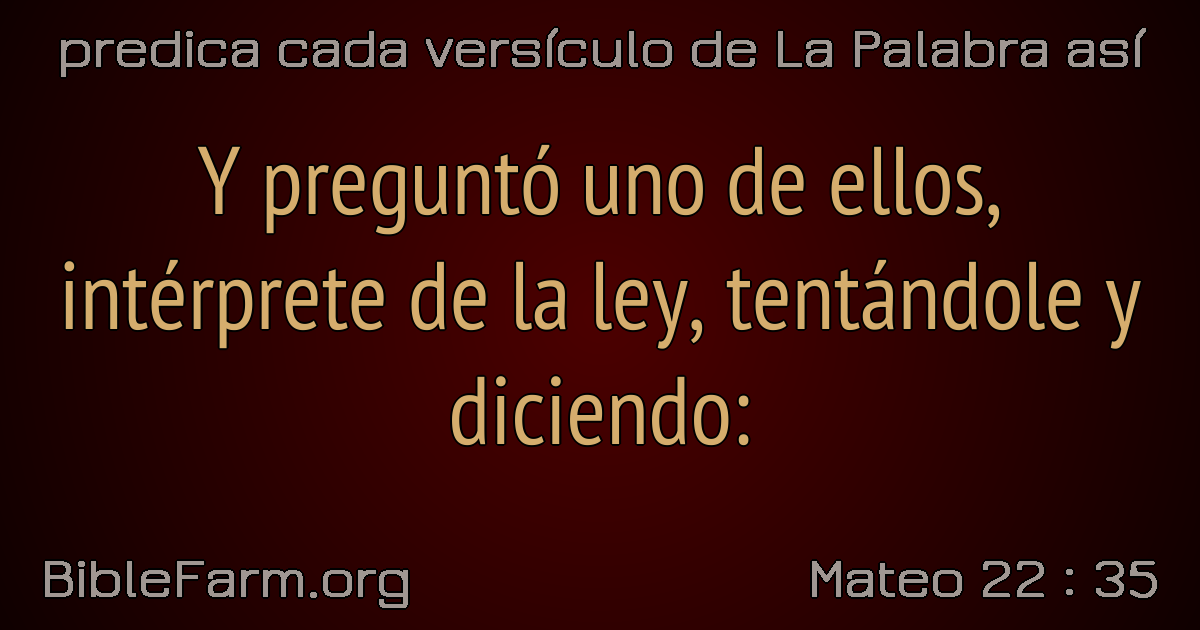 predica cada versículo de La Palabra así
Y preguntó uno de ellos,
intérprete de la ley, tentándole y
diciendo:
BibleFarm.org
Mateo 22 : 35